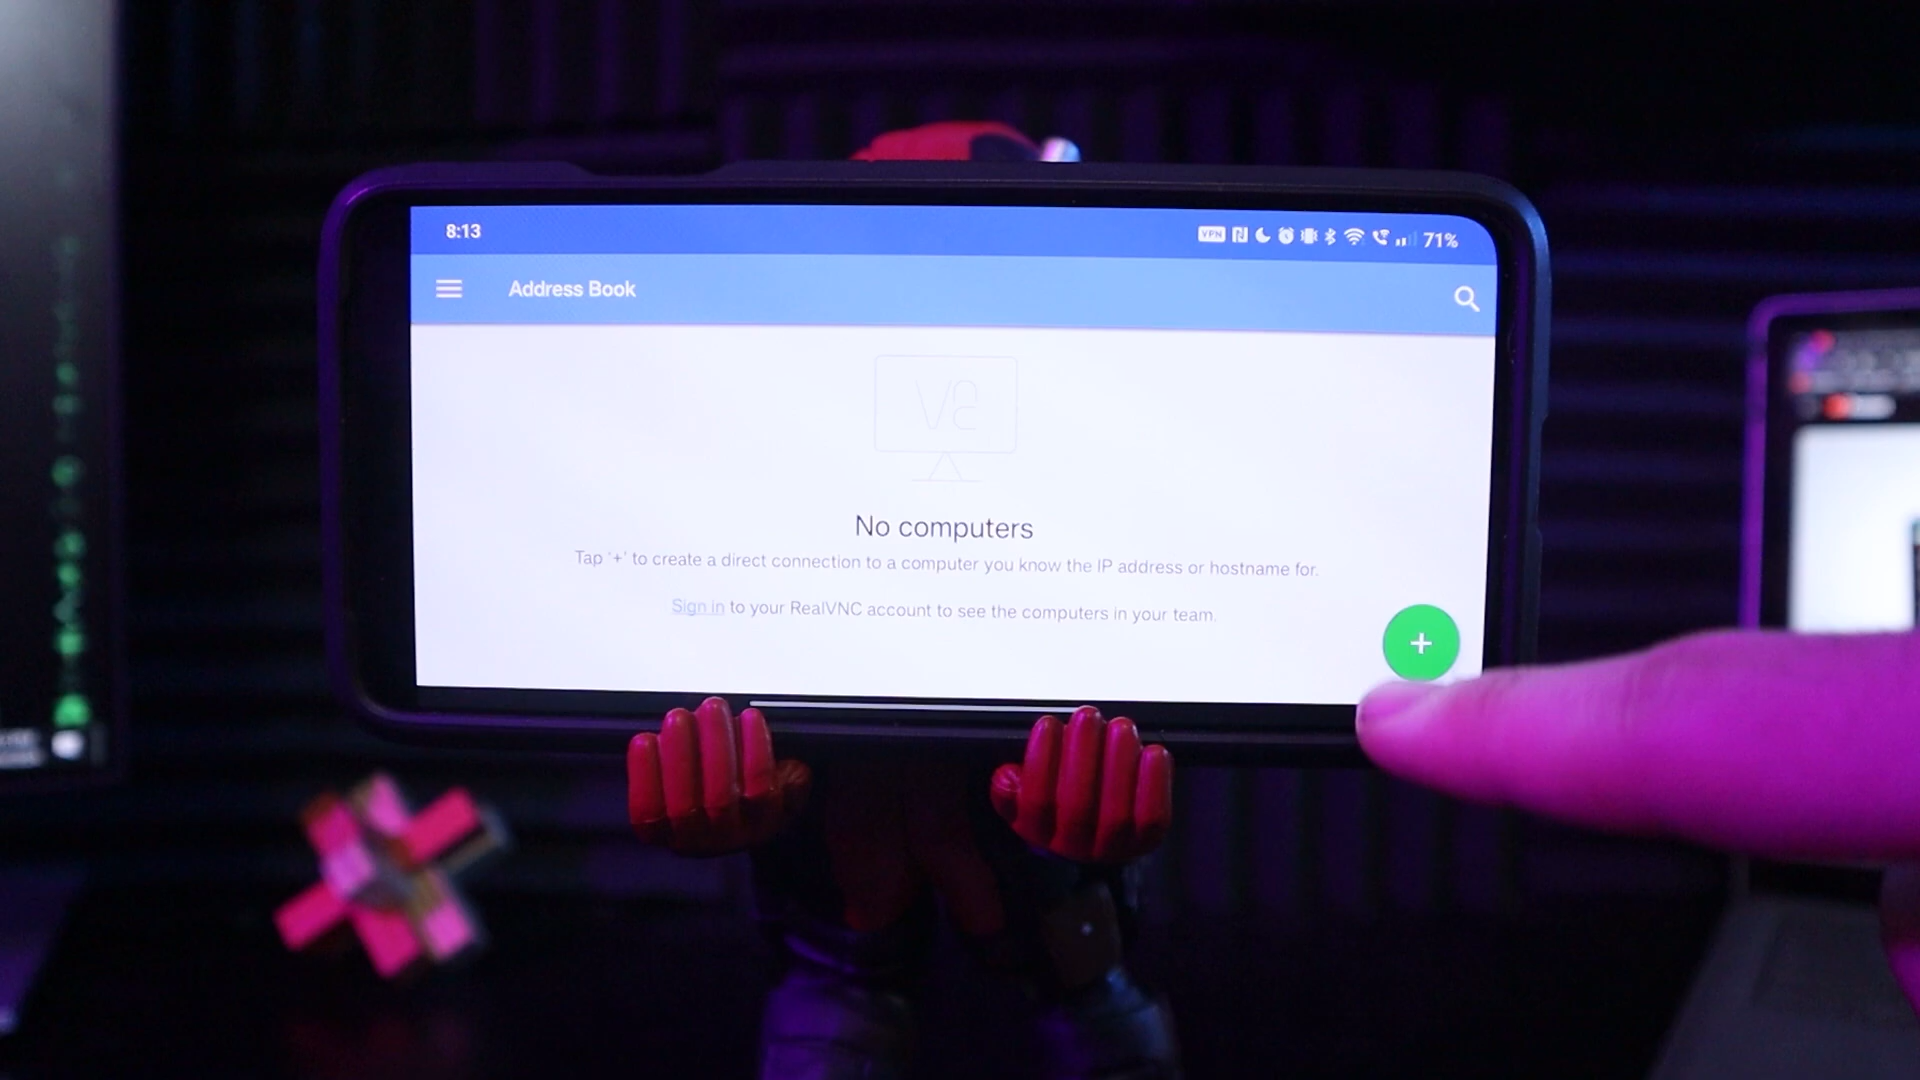 8:13
VPN
71%
Address Book
No computers
Tap '+' to create a direct connection to a computer you know the IP address or hostname for.
Sign in to your RealVNC account to see the computers in your team.
+